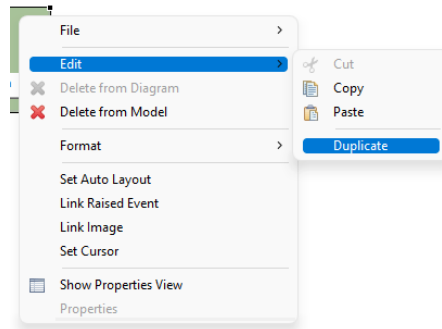 File
Edit
Delete from Diagram
Delete from Model
Format
Set Auto Layout
Link Raised Event
Link Image
Set Cursor
Show Properties View
Properties
Cut
Copy
Paste
Duplicate